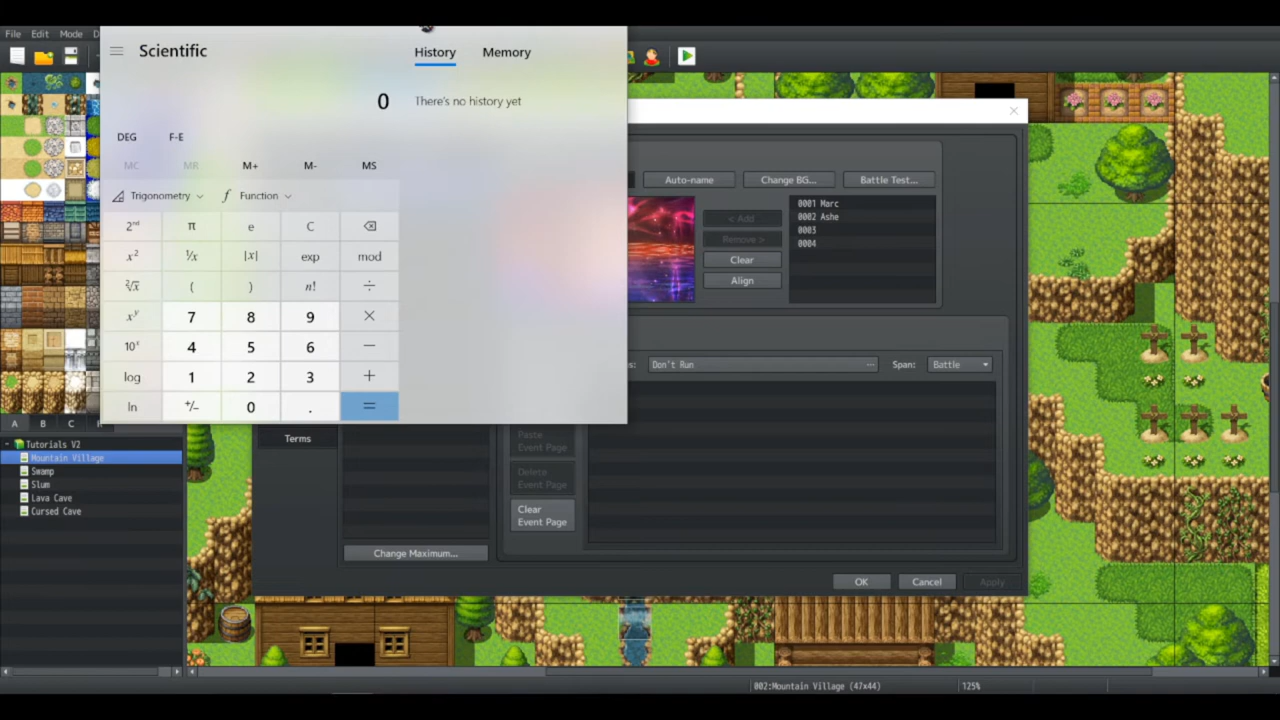 File Edit Mode D
Scientific
History Memory
0
There's no history yet
DEG F-E
MC MR M+ M- MS
Trigonometry Function
2nd π e C
x² ¹/x |x| exp mod
²√x ( ) n! ÷
xʸ 7 8 9 ×
10ˣ 4 5 6 −
log 1 2 3 +
ln +/− 0 . =
Auto-name Change BG... Battle Test...
< Add
Remove >
Clear
Align
0001 Marc
0002 Ashe
0003
0004
s: Don't Run ... Span: Battle
A B C
Terms
Paste
Event Page
Delete
Event Page
Clear
Event Page
Change Maximum...
OK Cancel Apply
Tutorials V2
Mountain Village
Swamp
Slum
Lava Cave
Cursed Cave
002:Mountain Village (47x44) 125%